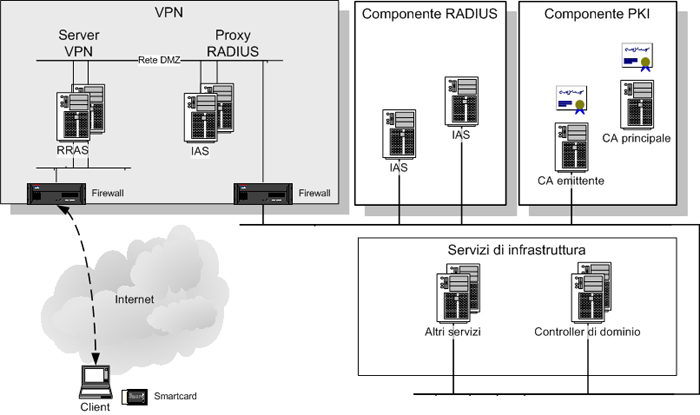 VPN
Server
VPN
Proxy
RADIUS
Rete DMZ
RRAS
IAS
Firewall
Firewall
Componente RADIUS
IAS
IAS
Componente PKI
CA principale
CA emittente
Servizi di infrastruttura
Altri servizi
Controller di dominio
Internet
Client
Smartcard